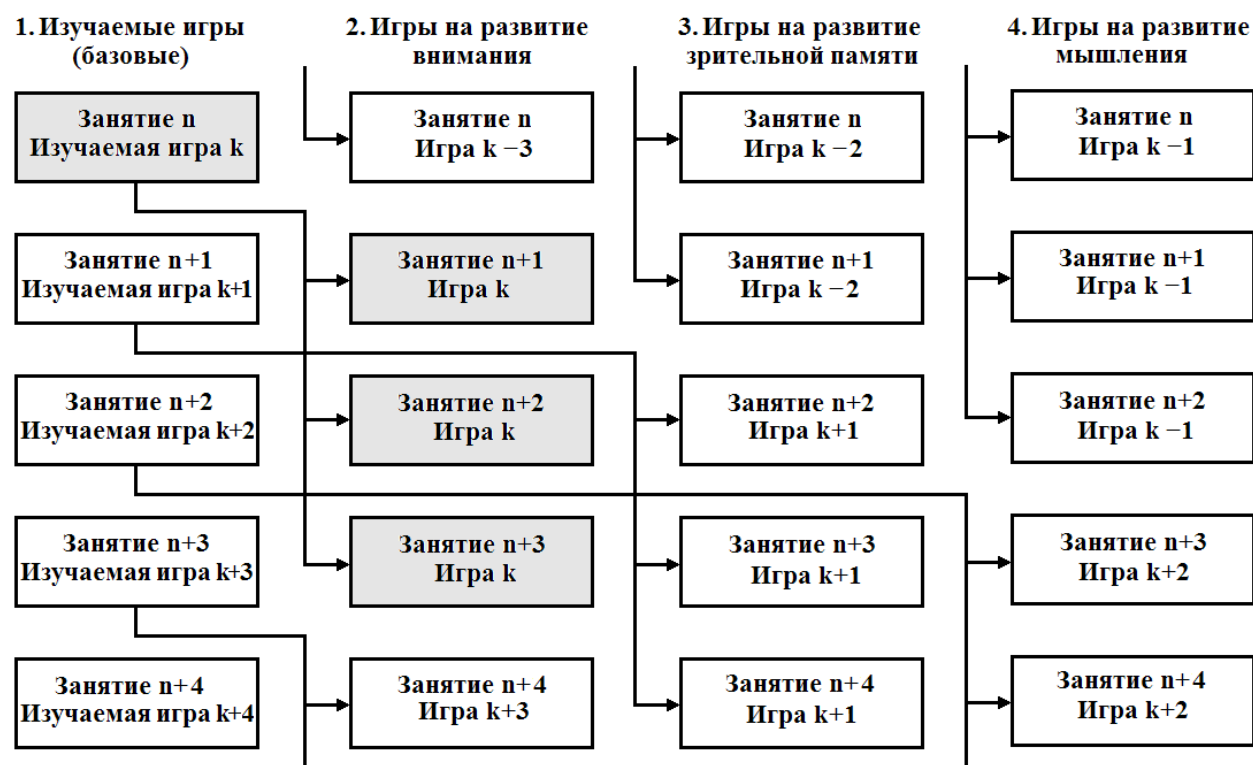 1. Изучаемые игры
(базовые)
2. Игры на развитие
внимания
3. Игры на развитие
зрительной памяти
4. Игры на развитие
мышления
Занятие n
Изучаемая игра k
Занятие n
Игра k −3
Занятие n
Игра k −2
Занятие n
Игра k −1
Занятие n+1
Изучаемая игра k+1
Занятие n+1
Игра k
Занятие n+1
Игра k −2
Занятие n+1
Игра k −1
Занятие n+2
Изучаемая игра k+2
Занятие n+2
Игра k
Занятие n+2
Игра k+1
Занятие n+2
Игра k −1
Занятие n+3
Изучаемая игра k+3
Занятие n+3
Игра k
Занятие n+3
Игра k+1
Занятие n+3
Игра k+2
Занятие n+4
Изучаемая игра k+4
Занятие n+4
Игра k+3
Занятие n+4
Игра k+1
Занятие n+4
Игра k+2